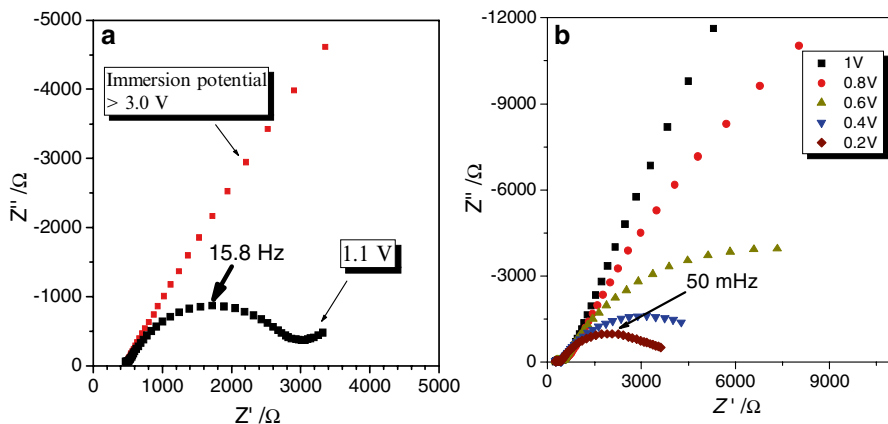 a
-5000
-4000
-3000
-2000
-1000
0
Z'' /Ω
Immersion potential
> 3.0 V
15.8 Hz
1.1 V
0 1000 2000 3000 4000 5000
Z' /Ω
b
-12000
-9000
-6000
-3000
0
Z'' /Ω
1V
0.8V
0.6V
0.4V
0.2V
50 mHz
0 3000 6000 9000
Z' /Ω